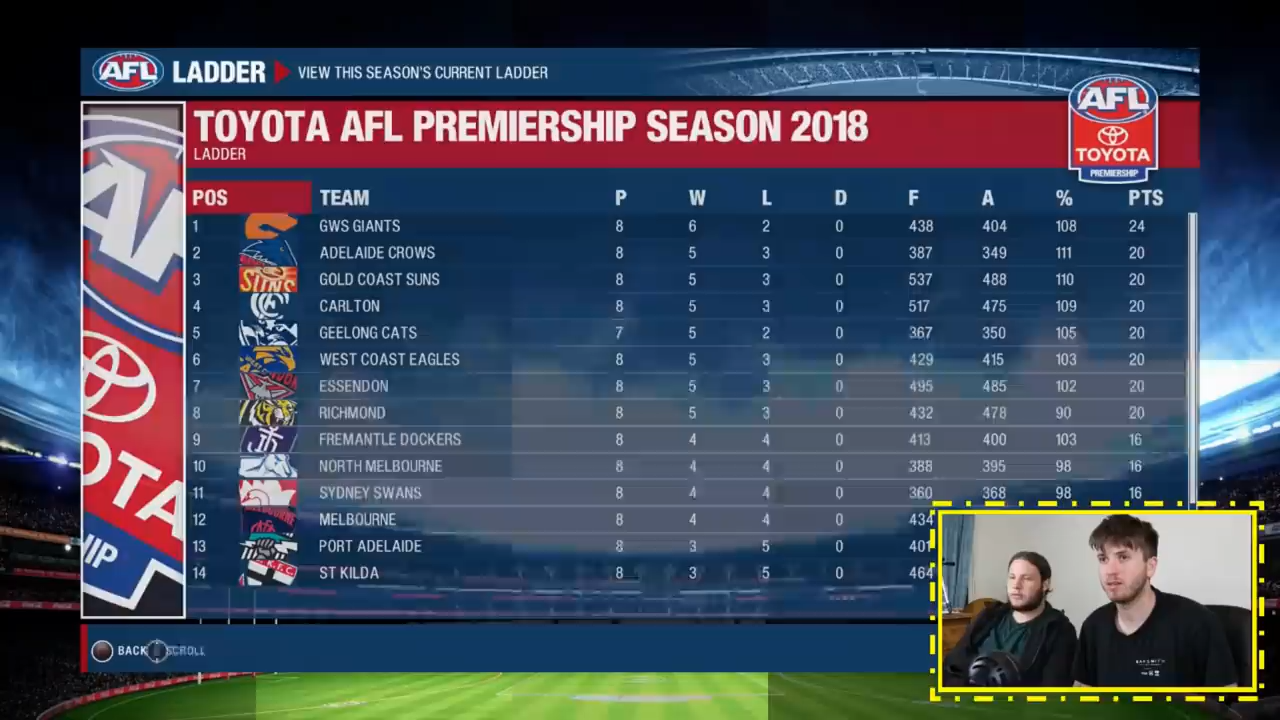 AFL LADDER VIEW THIS SEASON'S CURRENT LADDER
TOYOTA AFL PREMIERSHIP SEASON 2018
LADDER
AFL
TOYOTA
PREMIERSHIP
POS TEAM P W L D F A % PTS
1 GWS GIANTS 8 6 2 0 438 404 108 24
2 ADELAIDE CROWS 8 5 3 0 387 349 111 20
3 SUNS GOLD COAST SUNS 8 5 3 0 537 488 110 20
4 CARLTON 8 5 3 0 517 475 109 20
5 GEELONG CATS 7 5 2 0 367 350 105 20
6 WEST COAST EAGLES 8 5 3 0 429 415 103 20
7 ESSENDON 8 5 3 0 495 485 102 20
8 RICHMOND 8 5 3 0 432 478 90 20
9 FREMANTLE DOCKERS 8 4 4 0 413 400 103 16
10 NORTH MELBOURNE 8 4 4 0 388 395 98 16
11 SYDNEY SWANS 8 4 4 0 360 368 98 16
12 MELBOURNE 8 4 4 0 434
13 PORT ADELAIDE 8 3 5 0 401
14 ST KILDA 8 3 5 0 464
BACK SCROLL